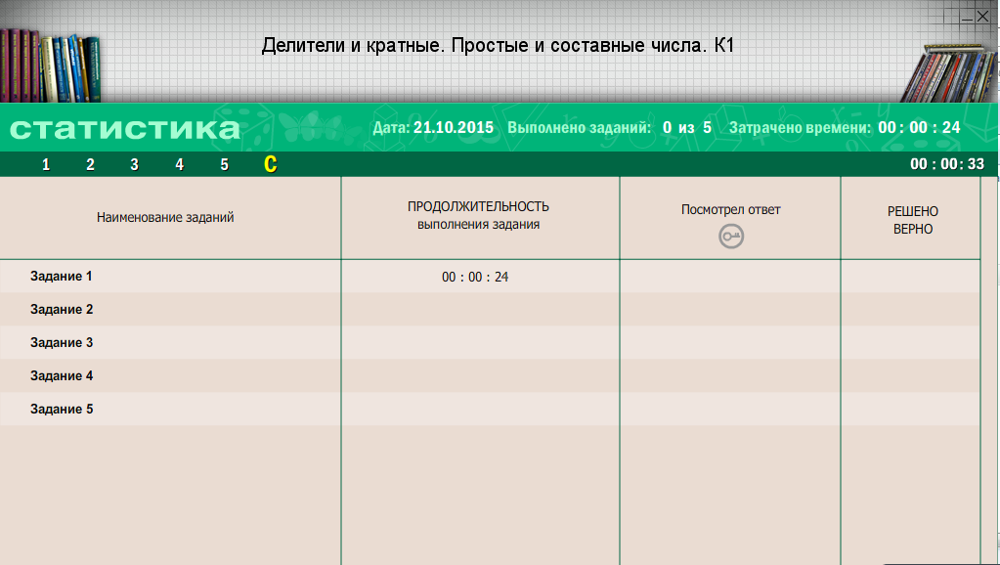 Делители и кратные. Простые и составные числа. К1
статистика
Дата: 21.10.2015 Выполнено заданий: 0 из 5 Затрачено времени: 00 : 00 : 24
1 2 3 4 5 С 00 : 00: 33
Наименование заданий
ПРОДОЛЖИТЕЛЬНОСТЬ
выполнения задания
Посмотрел ответ
РЕШЕНО
ВЕРНО
Задание 1 00 : 00 : 24
Задание 2
Задание 3
Задание 4
Задание 5